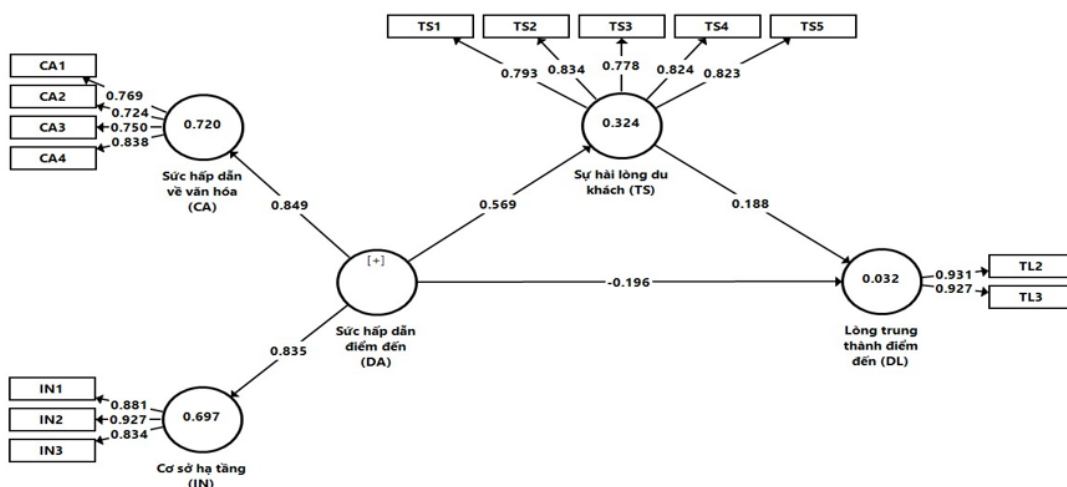 TS1
TS2
TS3
TS4
TS5
0.793
0.834
0.778
0.824
0.823
0.324
Sự hài lòng du
khách (TS)
CA1
CA2
CA3
CA4
0.769
0.724
0.750
0.838
0.720
Sức hấp dẫn
về văn hóa
(CA)
0.849
0.569
0.188
[+]
Sức hấp dẫn
điểm đến
(DA)
-0.196
0.032
Lòng trung
thành điểm
đến (DL)
0.931
0.927
TL2
TL3
0.835
IN1
IN2
IN3
0.881
0.927
0.834
0.697
Cơ sở hạ tầng
(IN)